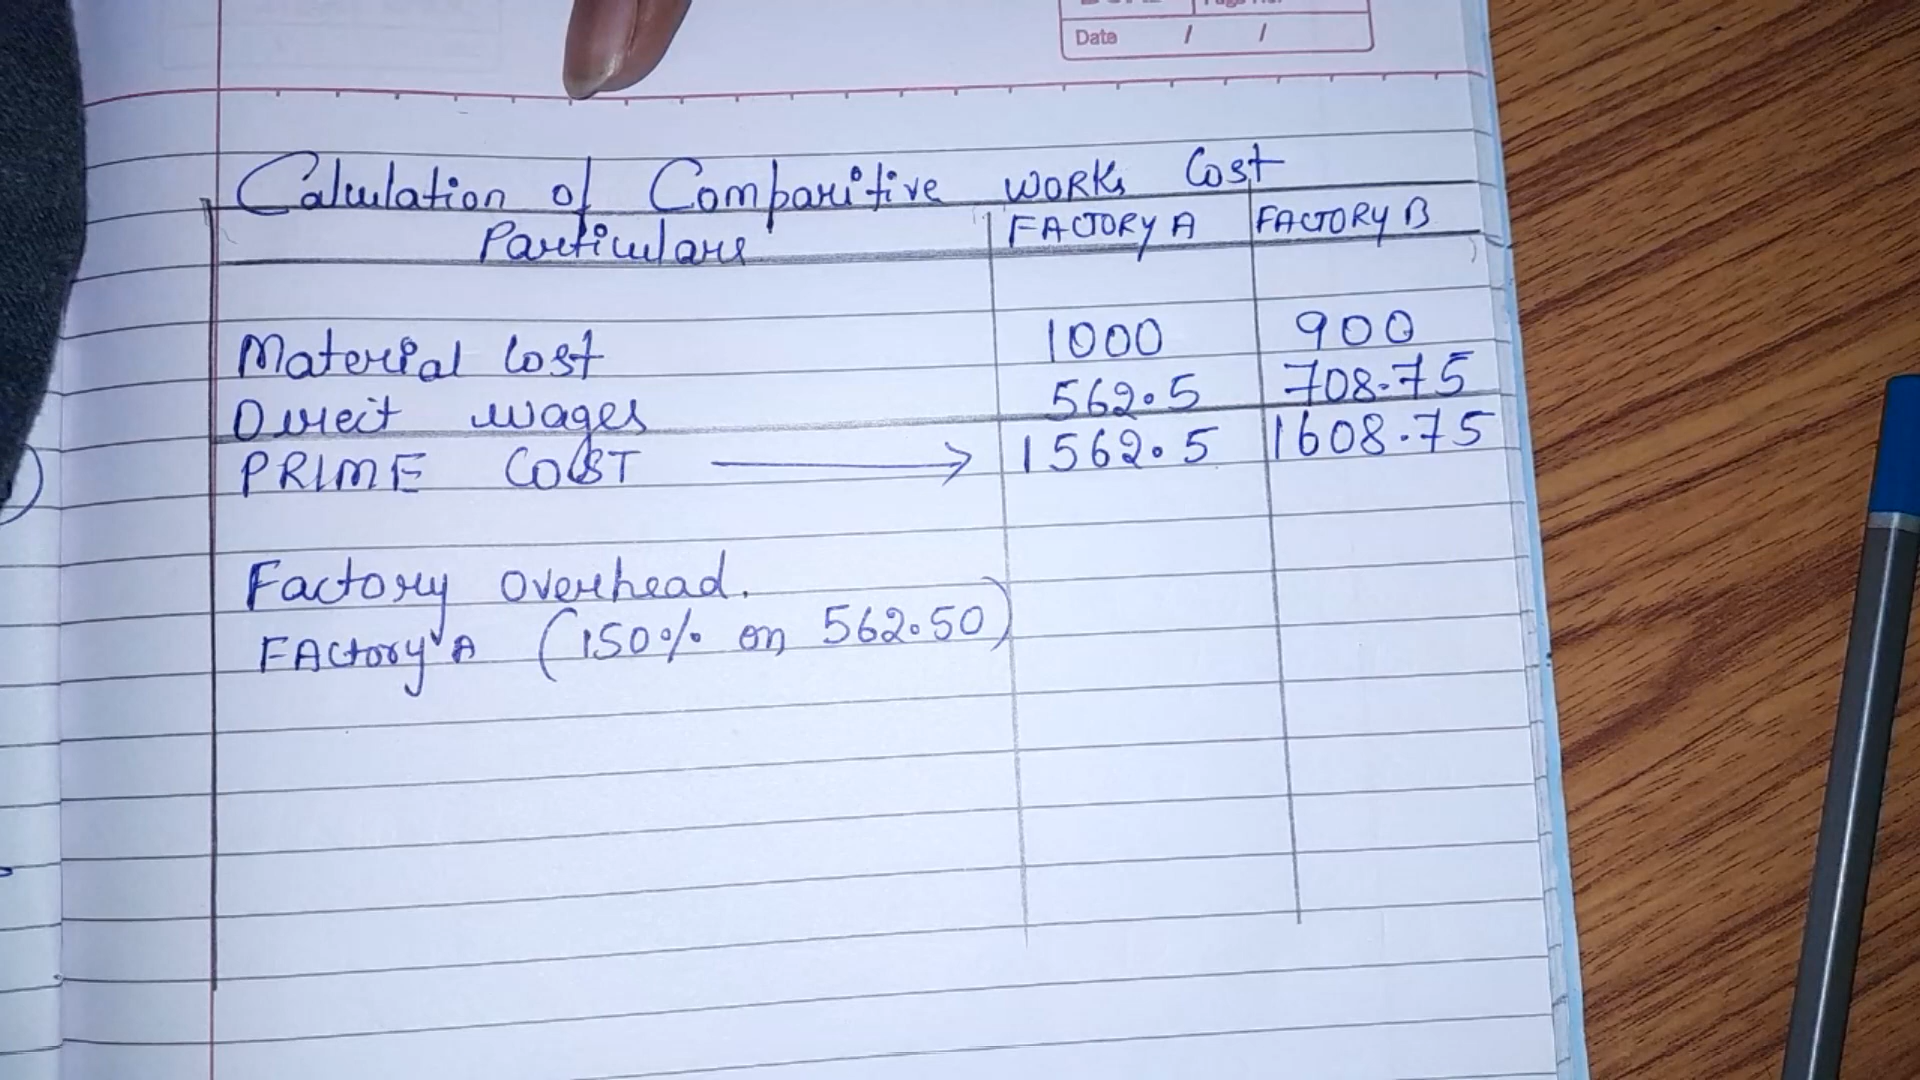 Date / /
Calculation of Comparitive works Cost
Particulars FACTORY A FACTORY B
Material Cost 1000 900
Direct wages 562.5 708.75
PRIME COST → 1562.5 1608.75
Factory overhead.
FActory A (150% on 562.50)